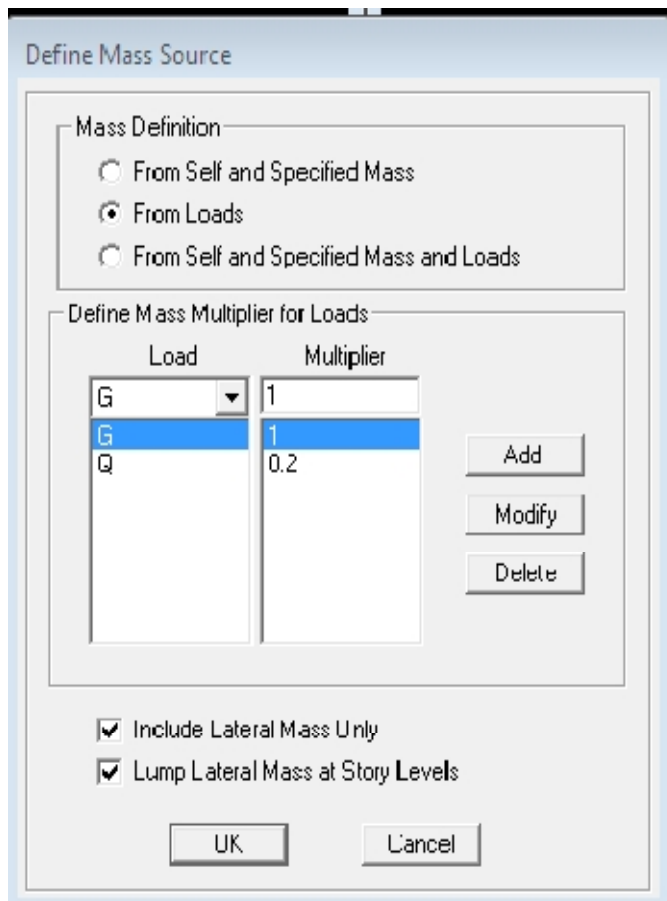 Define Mass Source
Mass Definition
From Self and Specified Mass
From Loads
From Self and Specified Mass and Loads
Define Mass Multiplier for Loads
Load Multiplier
G 1
G 1
Q 0.2
Add
Modify
Delete
Include Lateral Mass Only
Lump Lateral Mass at Story Levels
OK Cancel